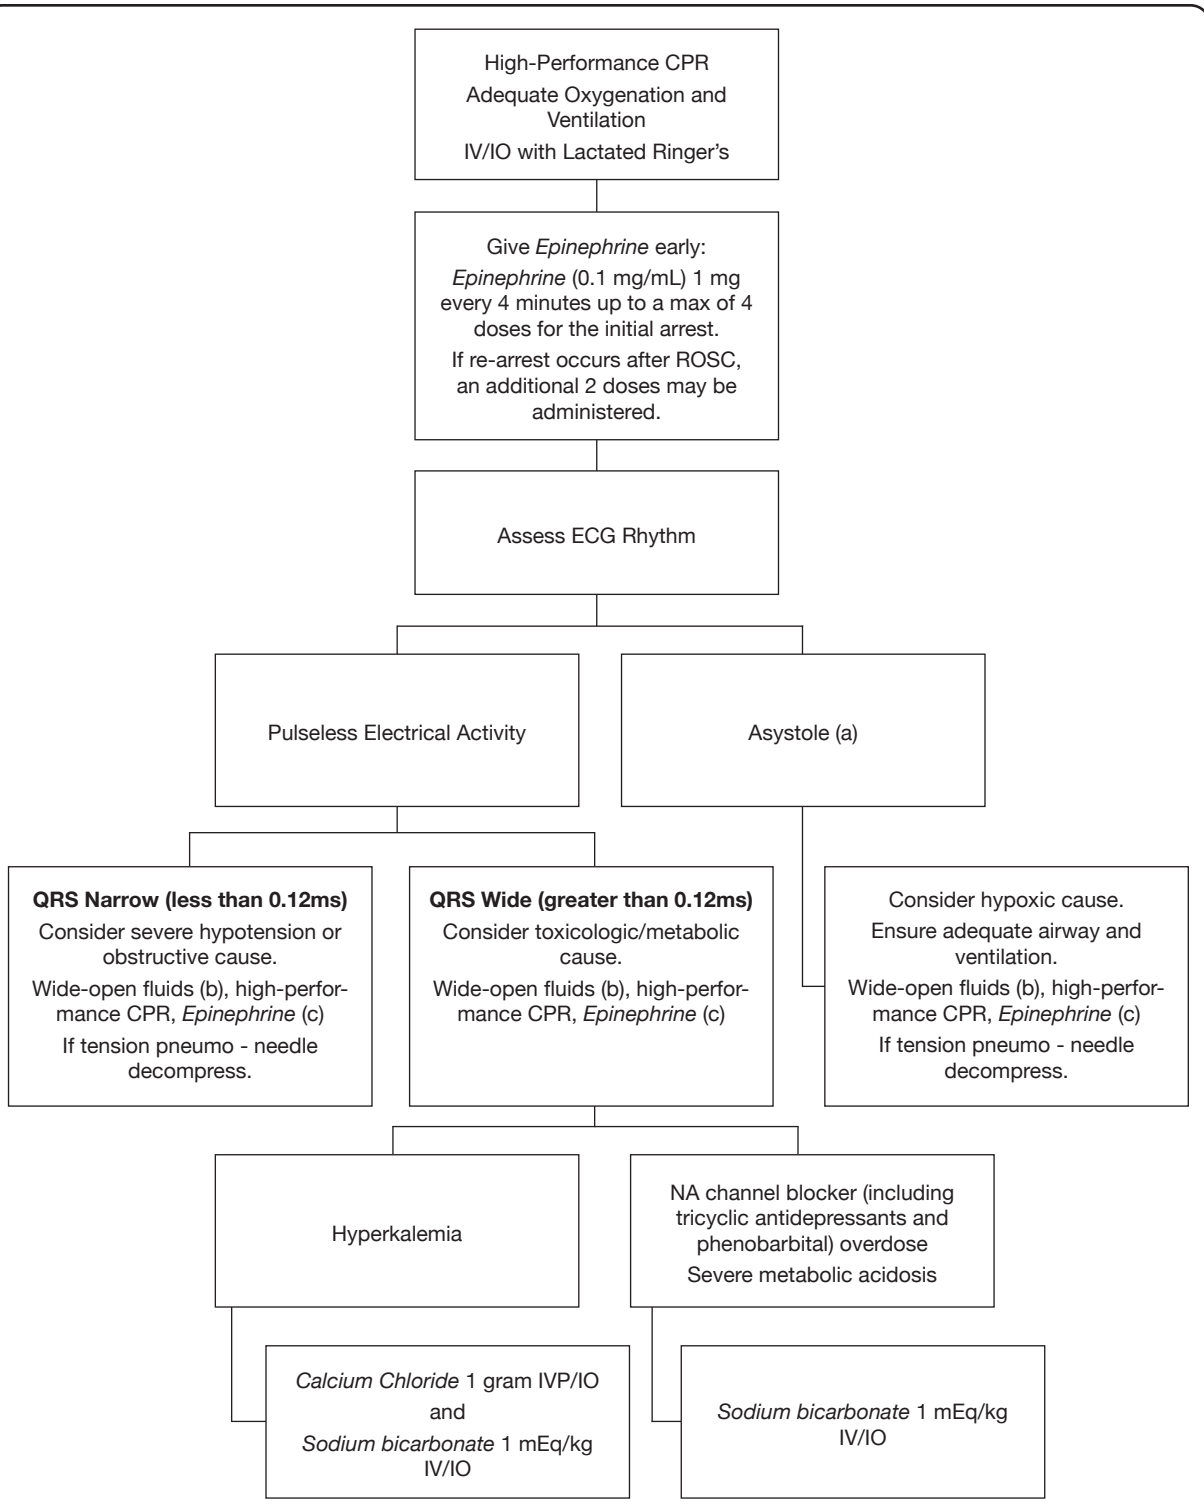 High-Performance CPR
Adequate Oxygenation and
Ventilation
IV/IO with Lactated Ringer’s
Give Epinephrine early:
Epinephrine (0.1 mg/mL) 1 mg
every 4 minutes up to a max of 4
doses for the initial arrest.
If re-arrest occurs after ROSC,
an additional 2 doses may be
administered.
Assess ECG Rhythm
Pulseless Electrical Activity
Asystole (a)
QRS Narrow (less than 0.12ms)
Consider severe hypotension or
obstructive cause.
Wide-open fluids (b), high-perfor-
mance CPR, Epinephrine (c)
If tension pneumo - needle
decompress.
QRS Wide (greater than 0.12ms)
Consider toxicologic/metabolic
cause.
Wide-open fluids (b), high-perfor-
mance CPR, Epinephrine (c)
Consider hypoxic cause.
Ensure adequate airway and
ventilation.
Wide-open fluids (b), high-perfor-
mance CPR, Epinephrine (c)
If tension pneumo - needle
decompress.
Hyperkalemia
NA channel blocker (including
tricyclic antidepressants and
phenobarbital) overdose
Severe metabolic acidosis
Calcium Chloride 1 gram IVP/IO
and
Sodium bicarbonate 1 mEq/kg
IV/IO
Sodium bicarbonate 1 mEq/kg
IV/IO